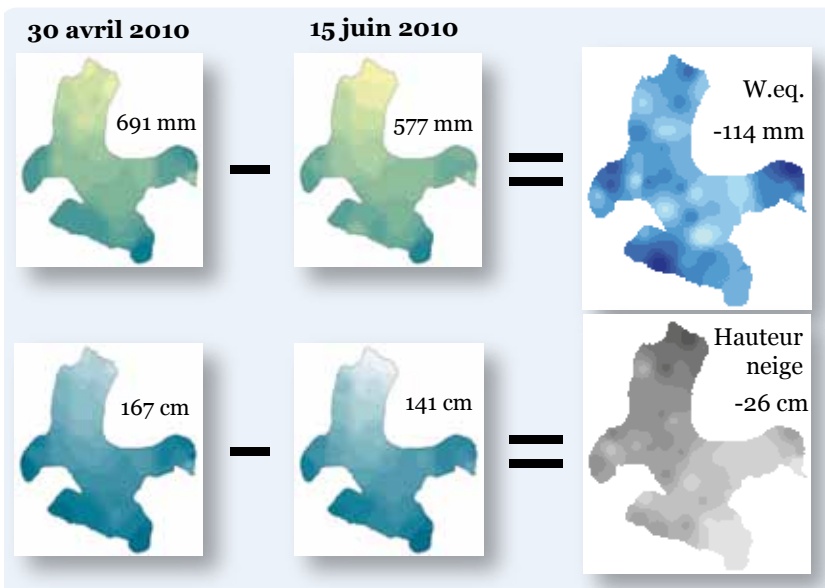 30 avril 2010
15 juin 2010
691 mm
577 mm
W.eq.
-114 mm
167 cm
141 cm
Hauteur
neige
-26 cm